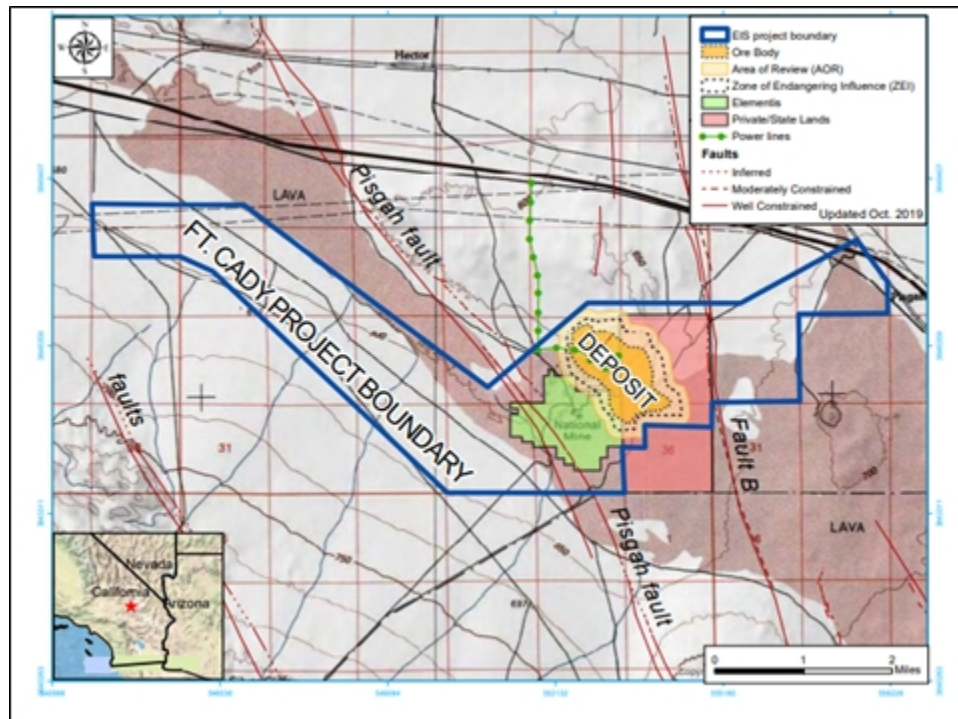 N
W
E
S
Hector
EIS project boundary
Ore Body
Area of Review (AOR)
Zone of Endangering Influence (ZEI)
Elementis
Private/State Lands
Power lines
Faults
Inferred
Moderately Constrained
Well Constrained
Updated Oct. 2019
LAVA
Pisgah fault
FT. CADY PROJECT BOUNDARY
DEPOSIT
National
Mine
faults
31
36
31
Fault B
700
750
LAVA
Pisgah fault
Nevada
California
Arizona
0 1 2
Miles